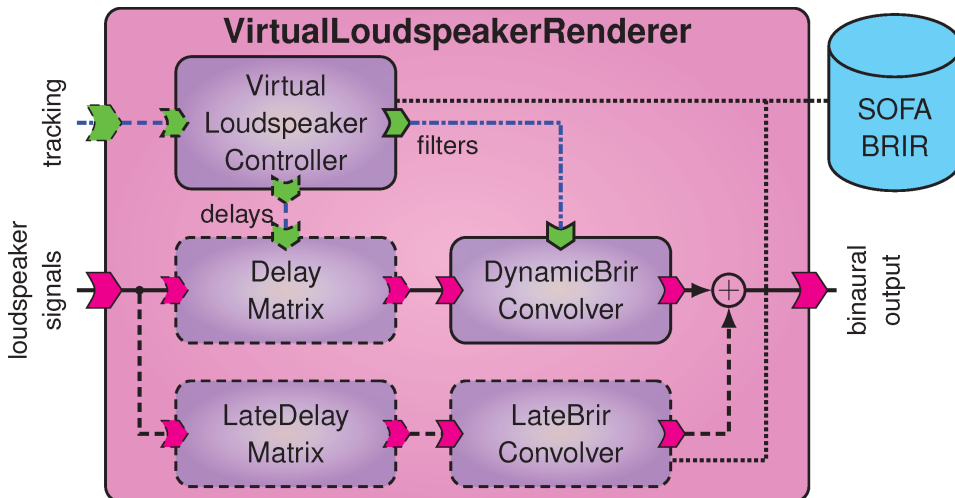 VirtualLoudspeakerRenderer
tracking
Virtual
Loudspeaker
Controller
filters
SOFA
BRIR
delays
loudspeaker
signals
Delay
Matrix
DynamicBrir
Convolver
binaural
output
LateDelay
Matrix
LateBrir
Convolver